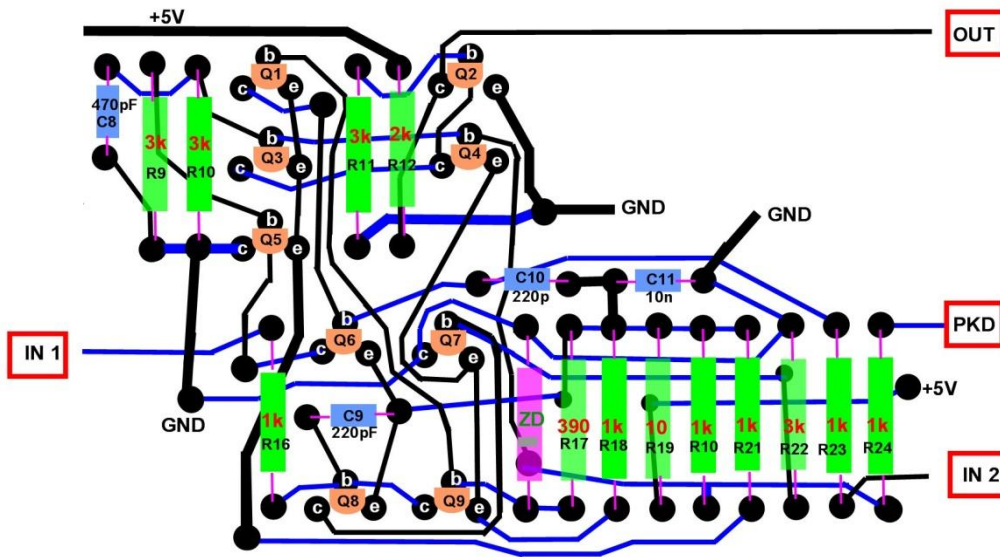 +5V
OUT
b
b
Q1
Q2
c
e
c
e
470pF
C8
3k
R9
3k
R10
3k
R11
2k
R12
b
Q3
c
e
b
Q4
c
e
b
Q5
c
e
GND
GND
C10
220p
C11
10n
IN 1
PKD
b
Q6
c
e
b
Q7
c
e
+5V
GND
C9
220pF
1k
R16
ZD
390
R17
1k
R18
10
R19
1k
R10
1k
R21
3k
R22
1k
R23
1k
R24
IN 2
b
Q8
c
e
b
Q9
c
e